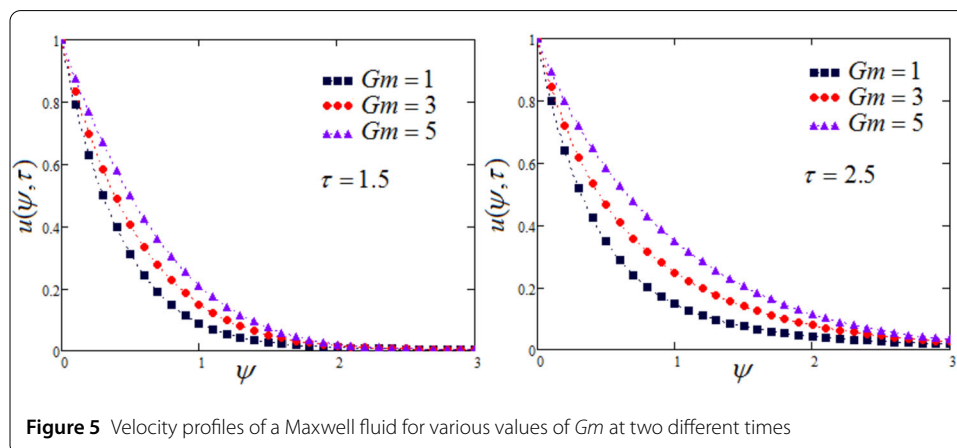 1
0.8
0.6
0.4
0.2
0
u(ψ, τ)
Gm = 1
Gm = 3
Gm = 5
τ = 1.5
0 1 2 3
ψ
1
0.8
0.6
0.4
0.2
0
u(ψ, τ)
Gm = 1
Gm = 3
Gm = 5
τ = 2.5
0 1 2 3
ψ
Figure 5 Velocity profiles of a Maxwell fluid for various values of Gm at two different times